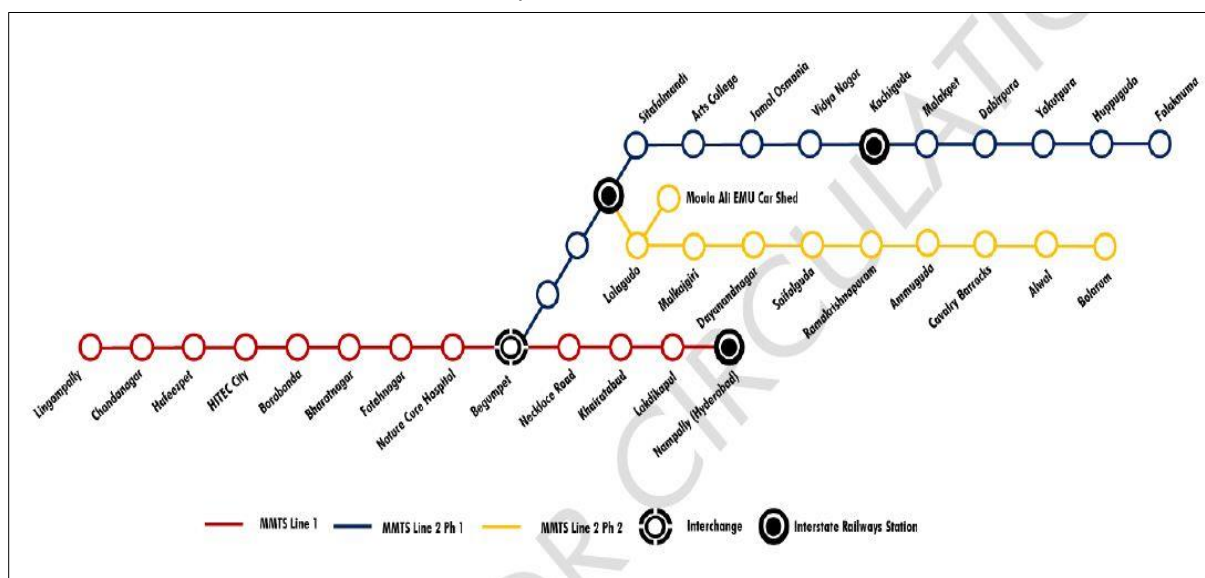 Sitafalmandi
Arts College
Jamai Osmania
Vidya Nagar
Kachiguda
Malakpet
Dabirpura
Yakutpura
Huppuguda
Falaknuma
Moula Ali EMU Car Shed
Lalaguda
Malkajgiri
Dayanandnagar
Safalguda
Ramakrishnapuram
Ammuguda
Cavalry Barracks
Alwal
Bolarum
Lingampally
Chandanagar
Hafeezpet
HITEC City
Borabanda
Bharatnagar
Fatehnagar
Nature Cure Hospital
Begumpet
Necklace Road
Khairatabad
Lakdikapul
Nampally (Hyderabad)
MMTS Line 1
MMTS Line 2 Ph 1
MMTS Line 2 Ph 2
Interchange
Interstate Railways Station
OR CIRCULATIO